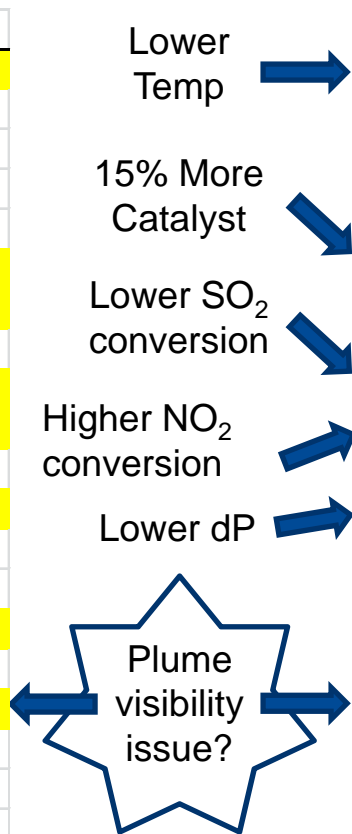 Lower
Temp
15% More
Catalyst
Lower SO₂
conversion
Higher NO₂
conversion
Lower dP
Plume
visibility
issue?